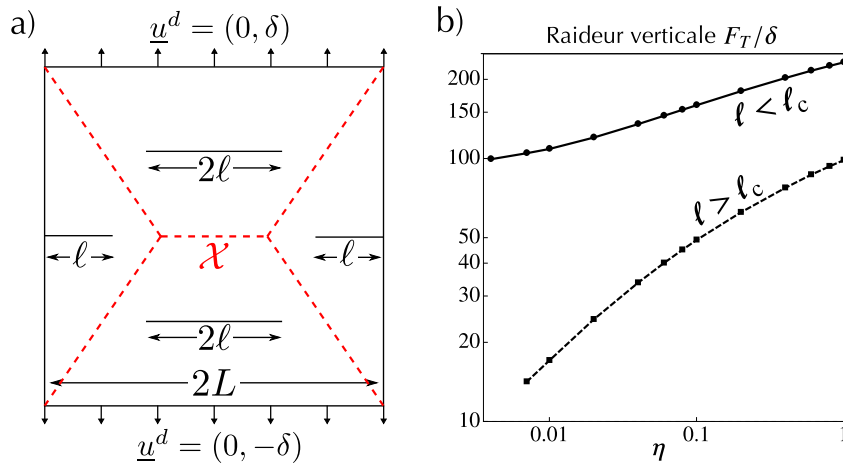 a)
u^d = (0, δ)
2ℓ
ℓ
𝒳
ℓ
2ℓ
2L
u^d = (0, −δ)
b)
Raideur verticale F_T/δ
200
150
100
50
40
30
20
10
ℓ < ℓ_c
ℓ > ℓ_c
0.01
0.1
1
η